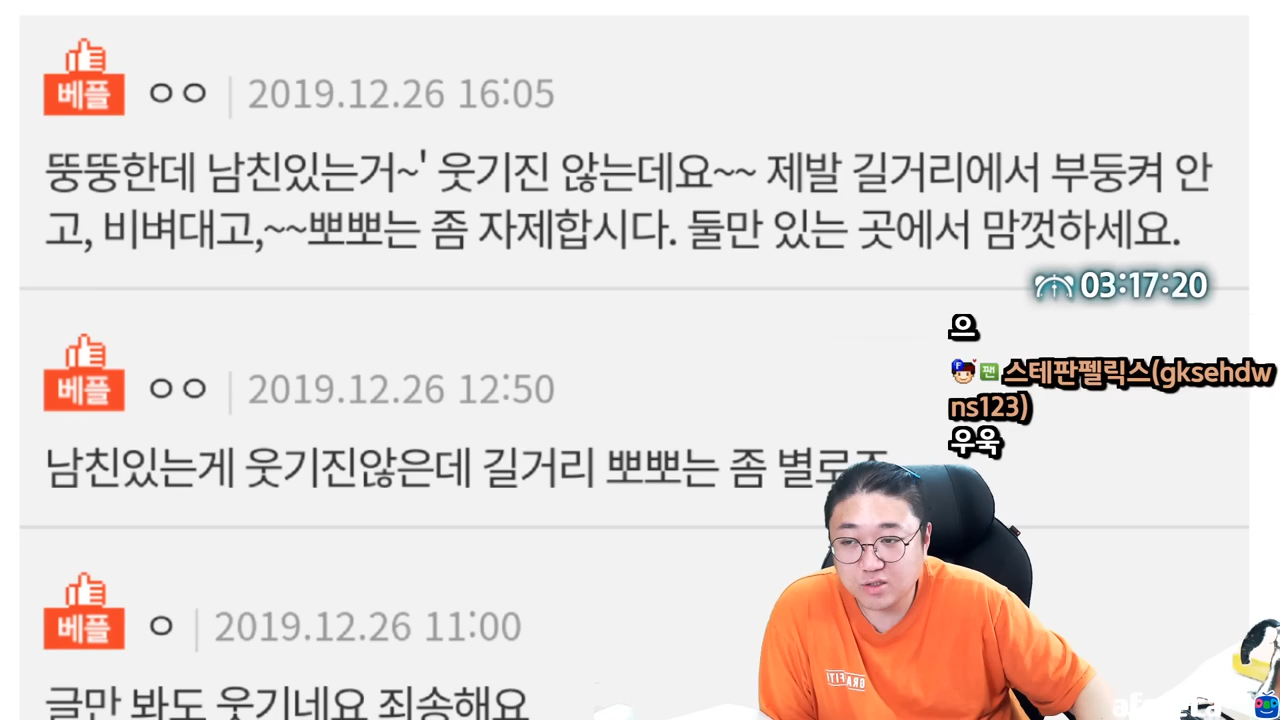 베플 ㅇㅇ 2019.12.26 16:05
뚱뚱한데 남친있는거~' 웃기진 않는데요~~ 제발 길거리에서 부둥켜 안
고, 비벼대고,~~뽀뽀는 좀 자제합시다. 둘만 있는 곳에서 맘껏하세요.
03:17:20
으
팬 스테판펠릭스(gksehdw
ns123)
우욱
베플 ㅇㅇ 2019.12.26 12:50
남친있는게 웃기진않은데 길거리 뽀뽀는 좀
베플 ㅇ 2019.12.26 11:00
글만 봐도 웃기네요 죄송해요
GRAFITI